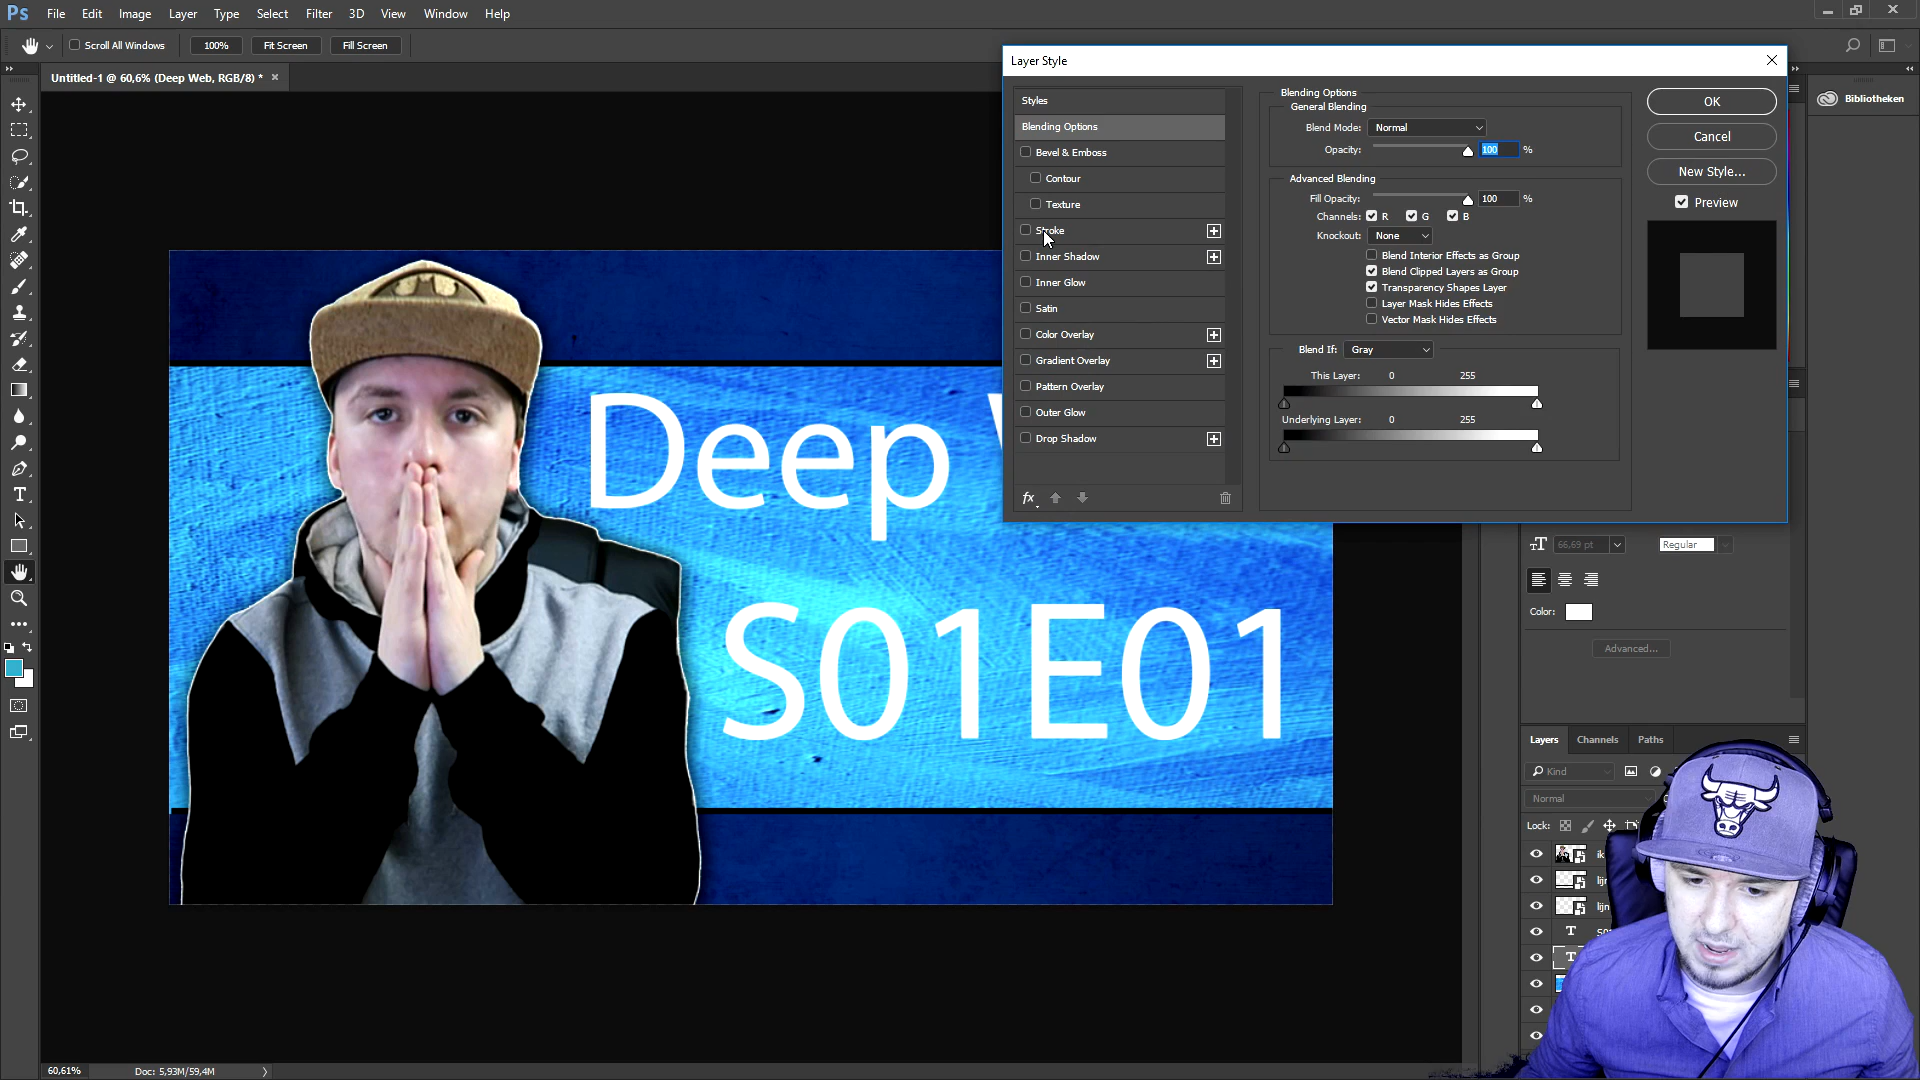 Ps File Edit Image Layer Type Select Filter 3D View Window Help
Scroll All Windows 100% Fit Screen Fill Screen
Untitled-1 @ 60,6% (Deep Web, RGB/8) *
Bibliotheken
Layer Style
Styles
Blending Options
Bevel & Emboss
Contour
Texture
Stroke
Inner Shadow
Inner Glow
Satin
Color Overlay
Gradient Overlay
Pattern Overlay
Outer Glow
Drop Shadow
fx
Blending Options
General Blending
Blend Mode: Normal
Opacity: 100 %
Advanced Blending
Fill Opacity: 100 %
Channels: R G B
Knockout: None
Blend Interior Effects as Group
Blend Clipped Layers as Group
Transparency Shapes Layer
Layer Mask Hides Effects
Vector Mask Hides Effects
Blend If: Gray
This Layer: 0 255
Underlying Layer: 0 255
OK
Cancel
New Style...
Preview
Deep
S01E01
66,69 pt Regular
Color:
Advanced...
Layers Channels Paths
Kind
Normal
Lock:
ik
lijn
lijn
S0
60,61% Doc: 5,93M/59,4M